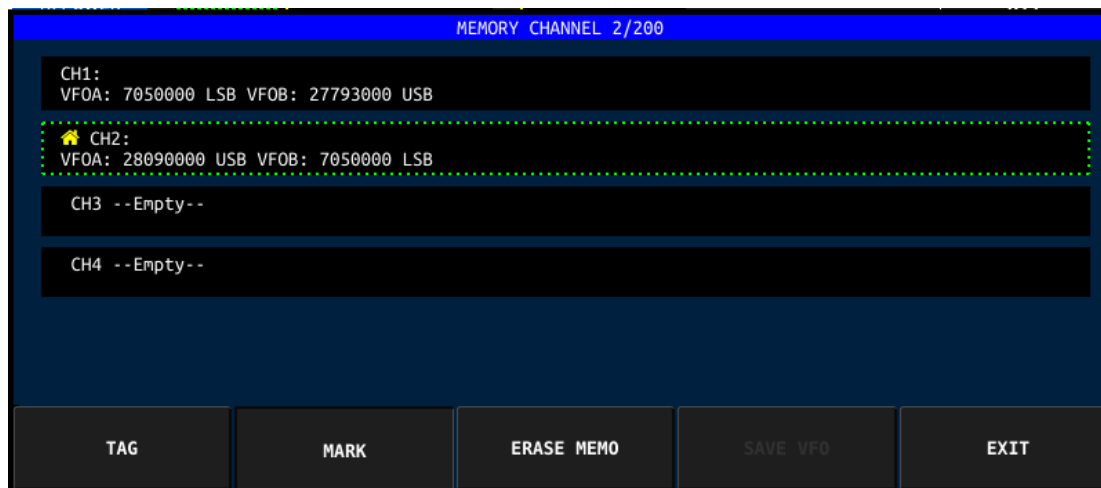 MEMORY CHANNEL 2/200
CH1:
VFOA: 7050000 LSB VFOB: 27793000 USB
CH2:
VFOA: 28090000 USB VFOB: 7050000 LSB
CH3 --Empty--
CH4 --Empty--
TAG
MARK
ERASE MEMO
SAVE VFO
EXIT